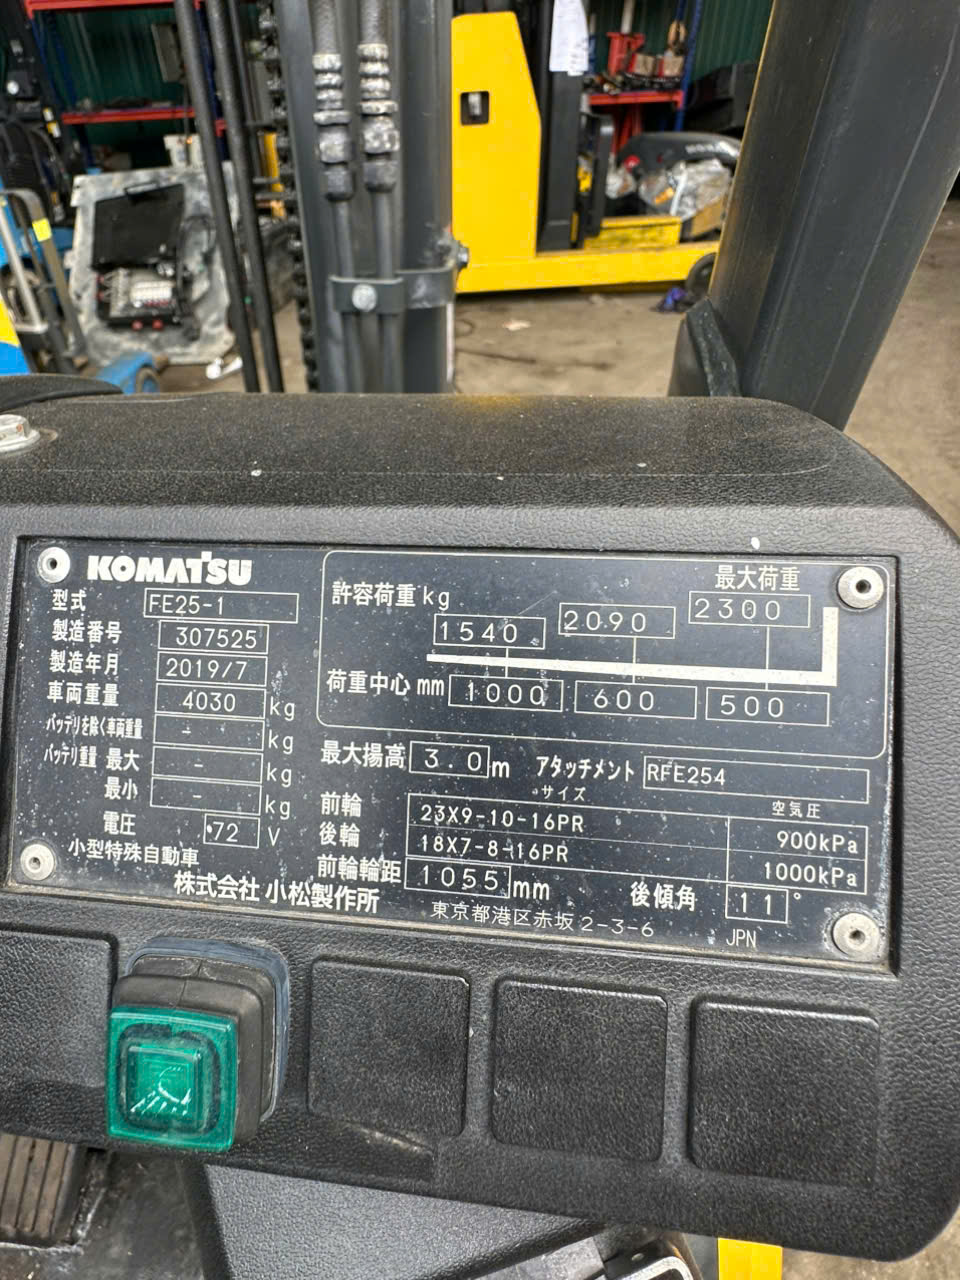 KOMATSU
型式 FE25-1
製造番号 307525
製造年月 2019/7
車両重量 4030 kg
バッテリを除く車両重量 - kg
バッテリ重量 最大 - kg
最小 - kg
電圧 72 V
小型特殊自動車
許容荷重 kg 1540 2090 最大荷重 2300
荷重中心 mm 1000 600 500
最大揚高 3.0 m アタッチメント RFE254
サイズ 空気圧
前輪 23X9-10-16PR 900kPa
後輪 18X7-8-16PR 1000kPa
前輪輪距 1055 mm 後傾角 11°
株式会社 小松製作所 東京都港区赤坂2-3-6 JPN